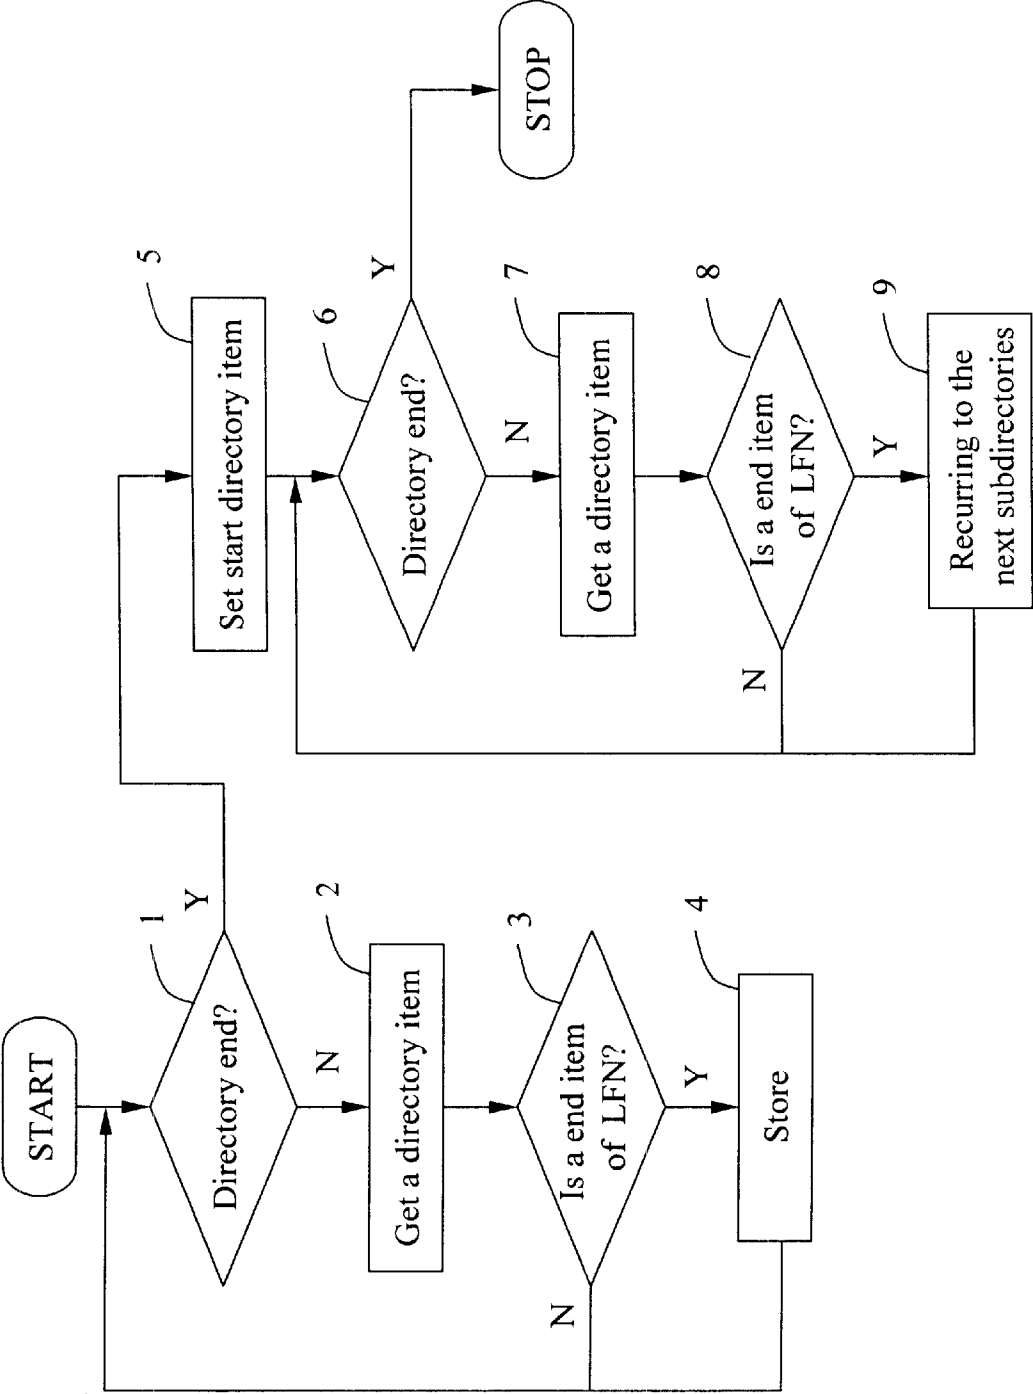 START
1
Directory end?
Y
N
2
Get a directory item
3
Is a end item
of LFN?
N
Y
4
Store
5
Set start directory item
6
Directory end?
Y
N
STOP
7
Get a directory item
8
Is a end item
of LFN?
N
Y
9
Recurring to the
next subdirectories